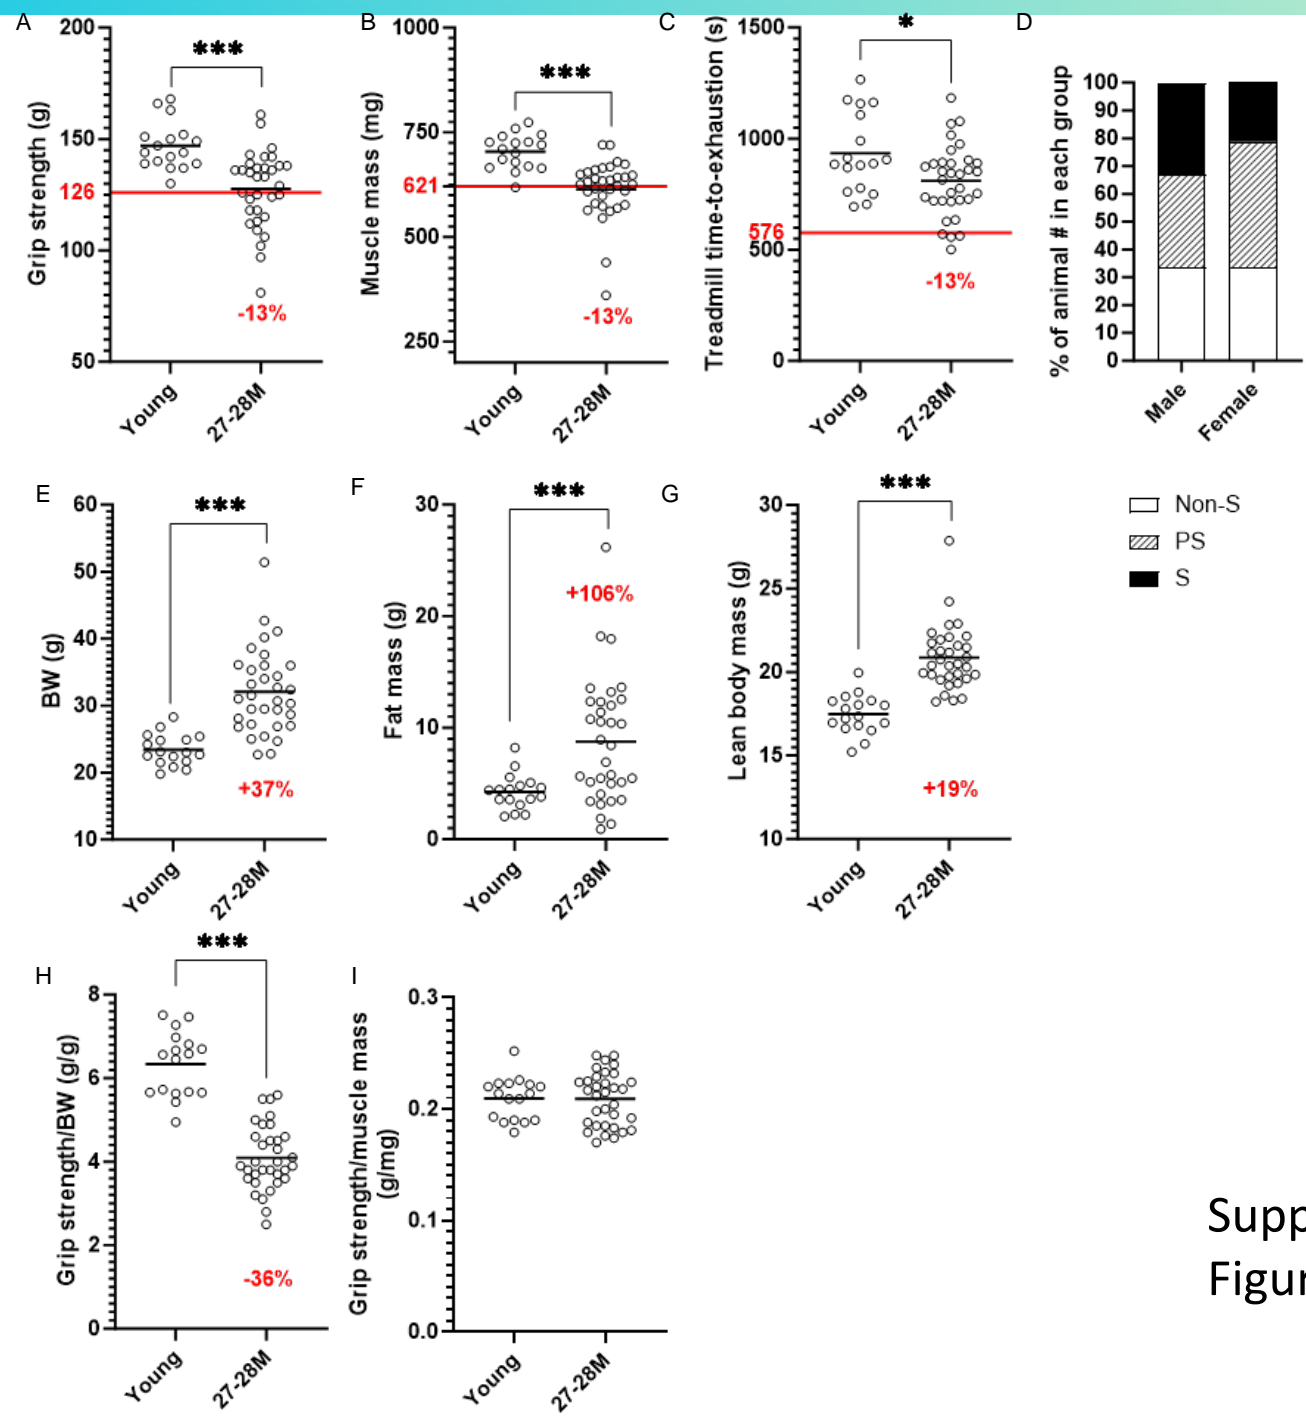 A
Grip strength (g)
200
150
126
100
50
***
-13%
Young
27-28M
B
Muscle mass (mg)
1000
750
621
500
250
***
-13%
Young
27-28M
C
Treadmill time-to-exhaustion (s)
1500
1000
576
500
0
*
-13%
Young
27-28M
D
% of animal # in each group
100
90
80
70
60
50
40
30
20
10
0
Male
Female
Non-S
PS
S
E
BW (g)
60
50
40
30
20
10
***
+37%
Young
27-28M
F
Fat mass (g)
30
20
10
0
***
+106%
Young
27-28M
G
Lean body mass (g)
30
25
20
15
10
***
+19%
Young
27-28M
H
Grip strength/BW (g/g)
8
6
4
2
0
***
-36%
Young
27-28M
I
Grip strength/muscle mass
(g/mg)
0.3
0.2
0.1
0.0
Young
27-28M
Supp
Figur